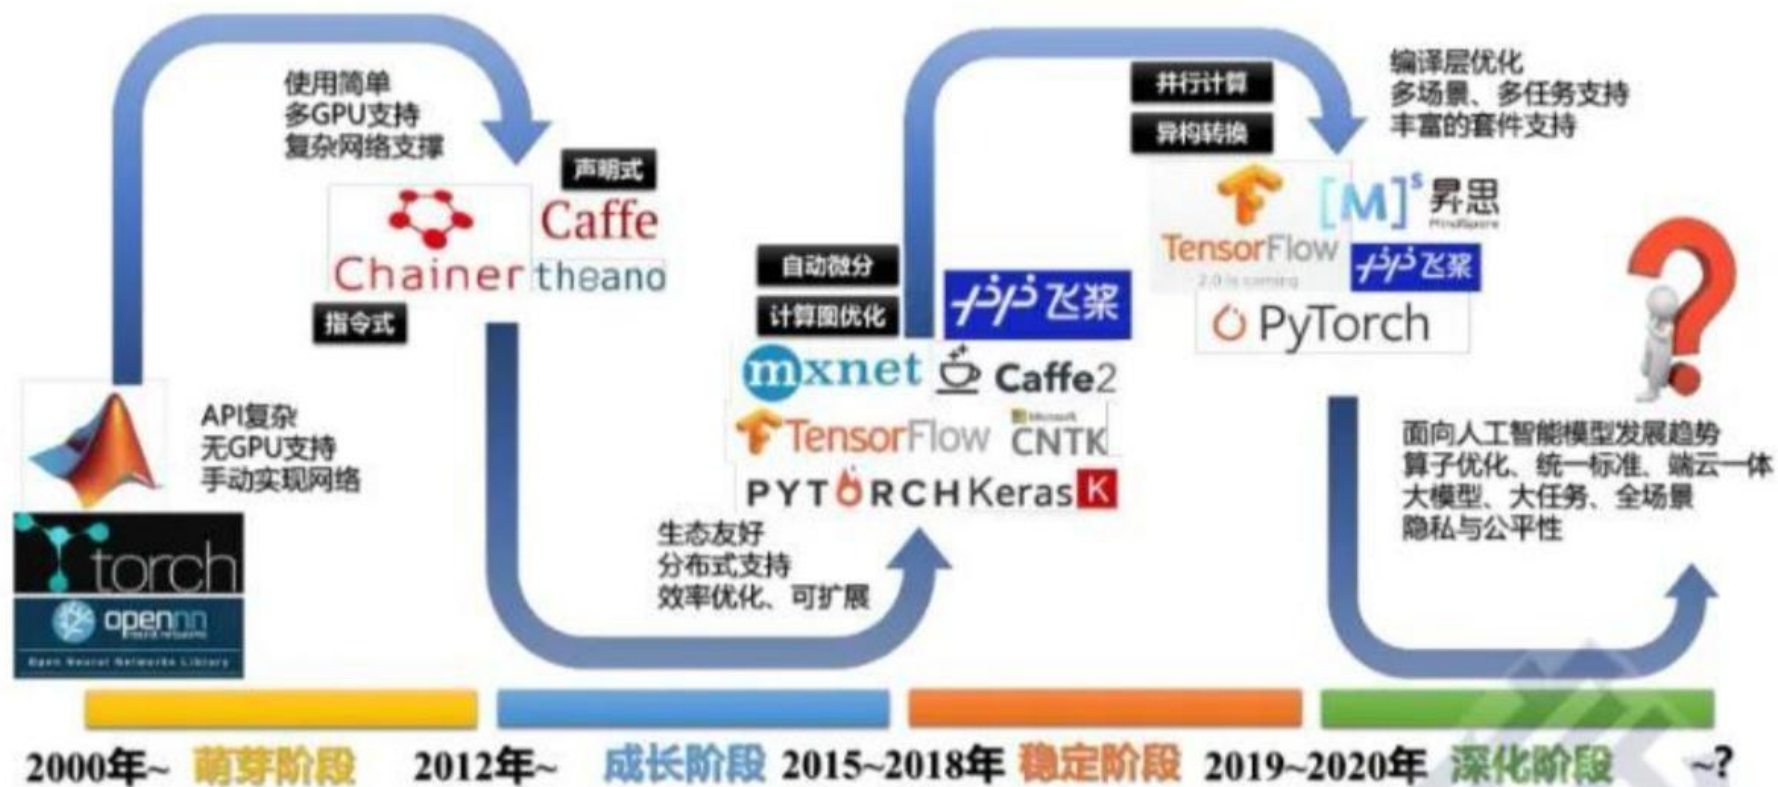 使用简单
多GPU支持
复杂网络支撑
声明式
Caffe
Chainer
theano
指令式
API复杂
无GPU支持
手动实现网络
torch
opennn
Open Neural Networks Library
自动微分
计算图优化
飞桨
mxnet
Caffe2
TensorFlow
Microsoft
CNTK
PYTORCH
Keras
K
生态友好
分布式支持
效率优化、可扩展
并行计算
异构转换
编译层优化
多场景、多任务支持
丰富的套件支持
TensorFlow
2.0 is coming
[M]s
昇思
MindSpore
飞桨
PyTorch
?
面向人工智能模型发展趋势
算子优化、统一标准、端云一体
大模型、大任务、全场景
隐私与公平性
2000年~ 萌芽阶段 2012年~ 成长阶段 2015~2018年 稳定阶段 2019~2020年 深化阶段 ~?